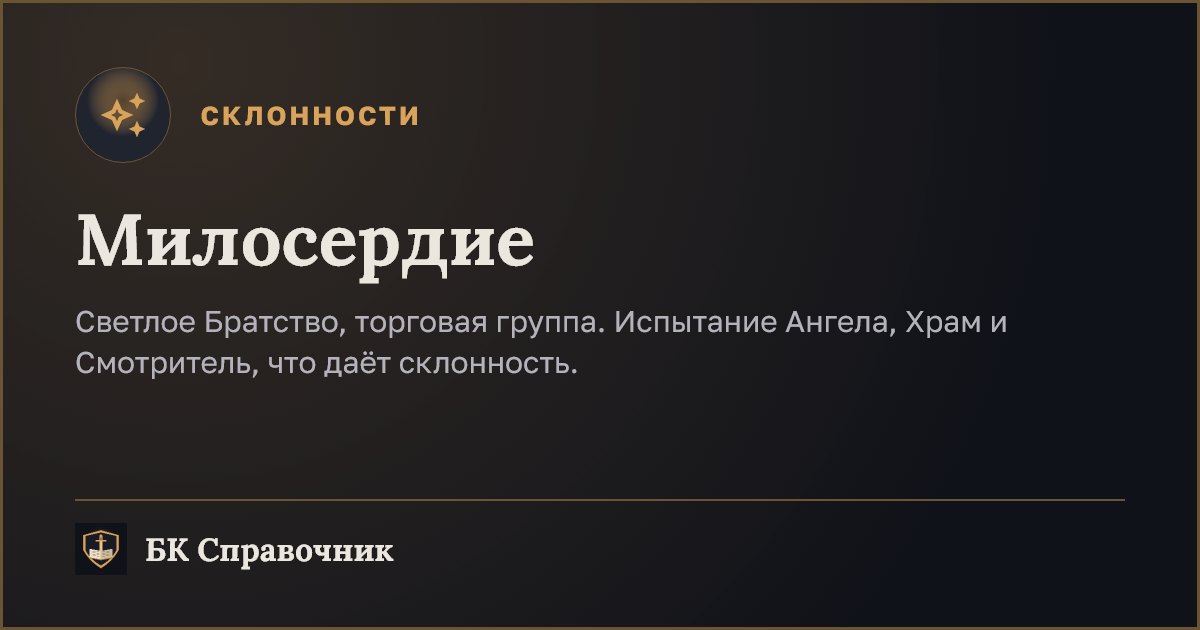 склонности
Милосердие
Светлое Братство, торговая группа. Испытание Ангела, Храм и
Смотритель, что даёт склонность.
БК Справочник